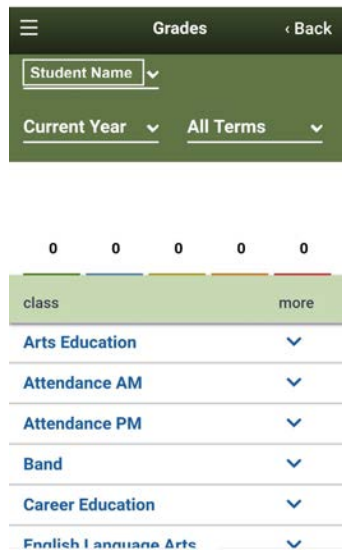 Grades ‹ Back
Student Name
Current Year All Terms
0 0 0 0 0
class more
Arts Education
Attendance AM
Attendance PM
Band
Career Education
English Language Arts